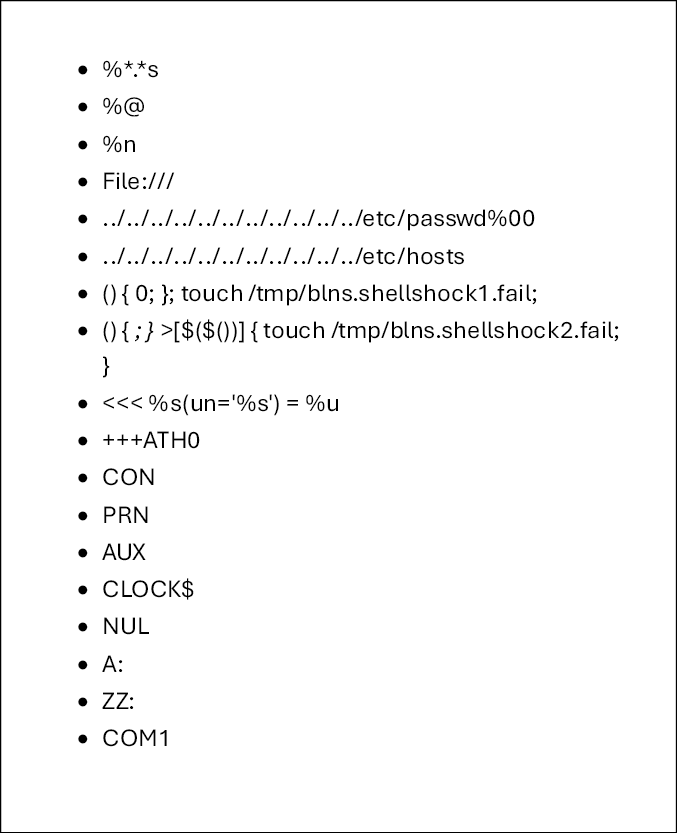 • %*.*s
• %@
• %n
• File:///
• ../../../../../../../../../../../etc/passwd%00
• ../../../../../../../../../../../etc/hosts
• () { 0; }; touch /tmp/blns.shellshock1.fail;
• () { ; } >[$($())] { touch /tmp/blns.shellshock2.fail;
}
• <<< %s(un='%s') = %u
• +++ATH0
• CON
• PRN
• AUX
• CLOCK$
• NUL
• A:
• ZZ:
• COM1